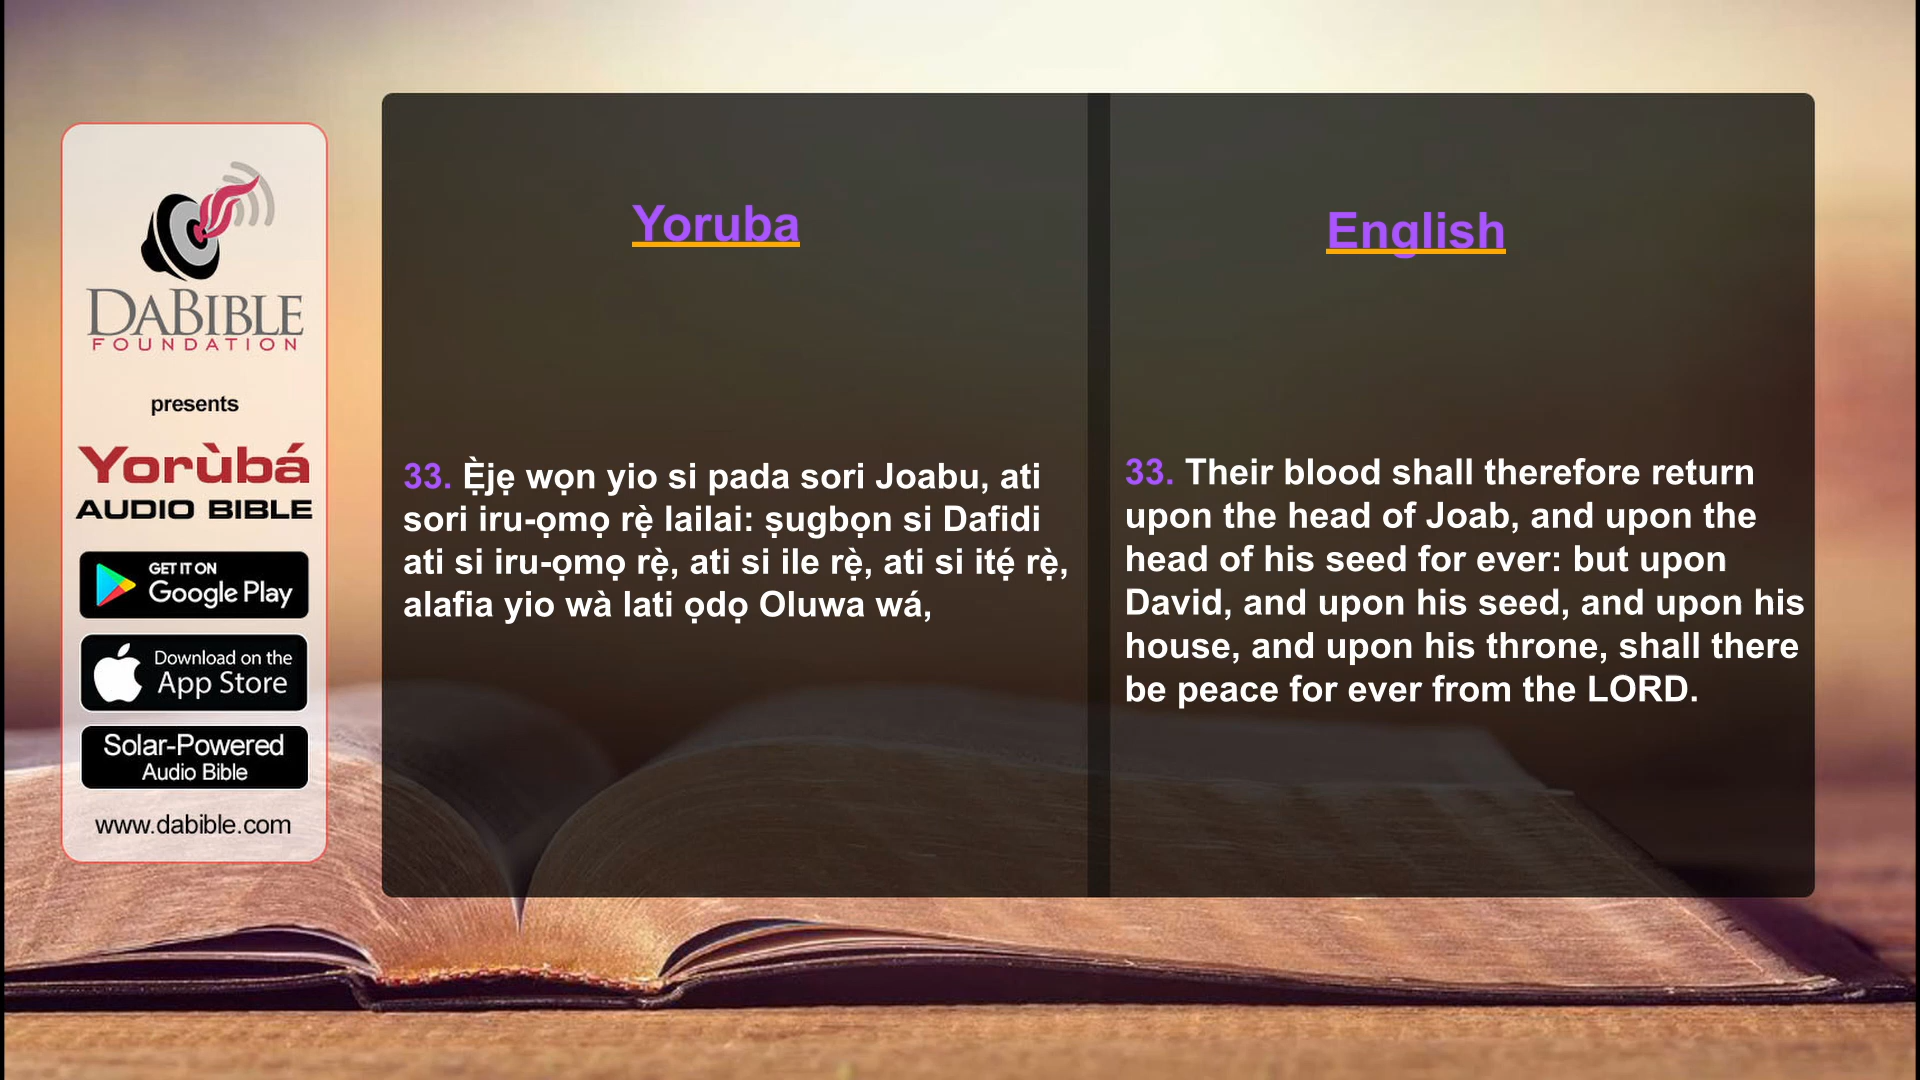 DABIBLE
FOUNDATION
presents
Yorùbá
AUDIO BIBLE
GET IT ON
Google Play
Download on the
App Store
Solar-Powered
Audio Bible
www.dabible.com
Yoruba
33. Ẹ̀jẹ wọn yio si pada sori Joabu, ati
sori iru-ọmọ rẹ̀ lailai: ṣugbọn si Dafidi
ati si iru-ọmọ rẹ̀, ati si ile rẹ̀, ati si itẹ́ rẹ̀,
alafia yio wà lati ọdọ Oluwa wá,
English
33. Their blood shall therefore return
upon the head of Joab, and upon the
head of his seed for ever: but upon
David, and upon his seed, and upon his
house, and upon his throne, shall there
be peace for ever from the LORD.